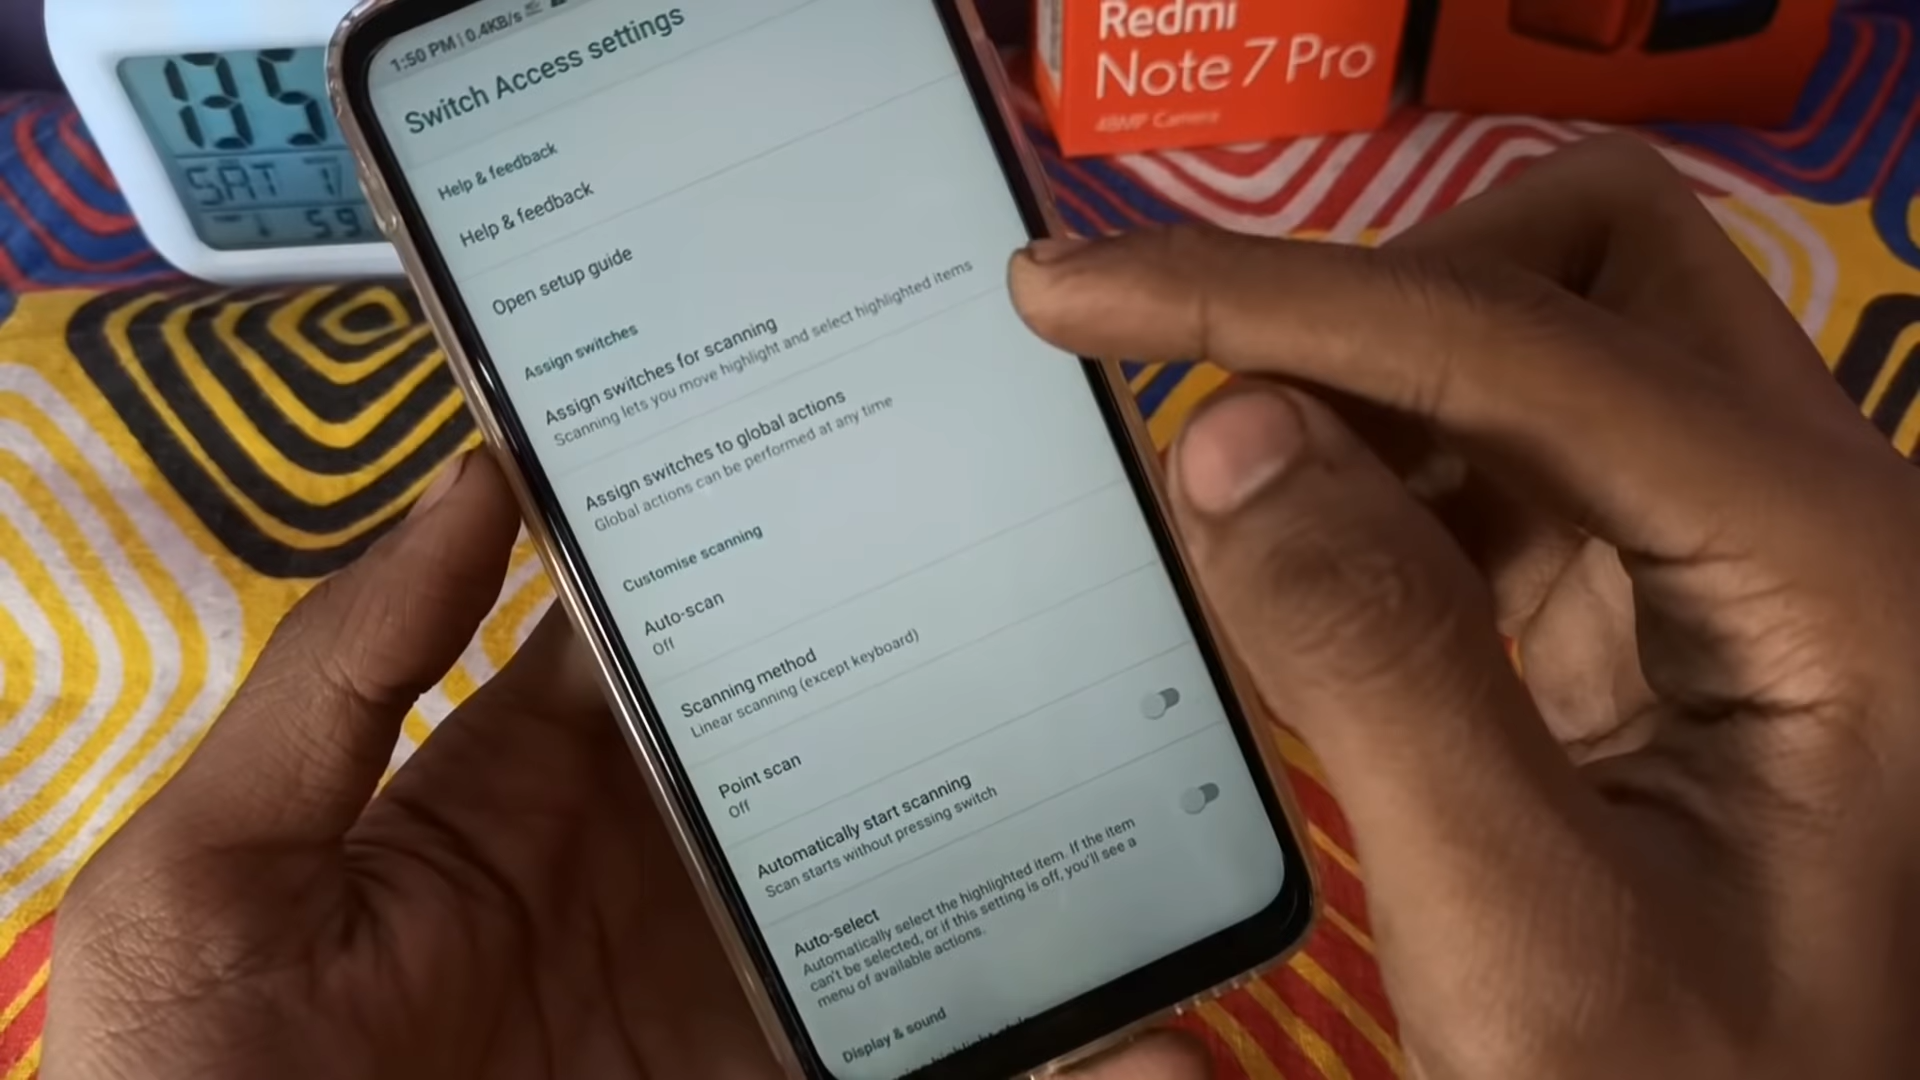 1:50 PM | 0.4KB/s
Switch Access settings
Help & feedback
Help & feedback
Open setup guide
Assign switches
Assign switches for scanning
Scanning lets you move highlight and select highlighted items
Assign switches to global actions
Global actions can be performed at any time
Customise scanning
Auto-scan
Off
Scanning method
Linear scanning (except keyboard)
Point scan
Off
Automatically start scanning
Scan starts without pressing switch
Auto-select
Automatically select the highlighted item. If the item
can't be selected, or if this setting is off, you'll see a
menu of available actions.
Display & sound
135
SAT 7
59
Redmi
Note 7 Pro
48MP Camera